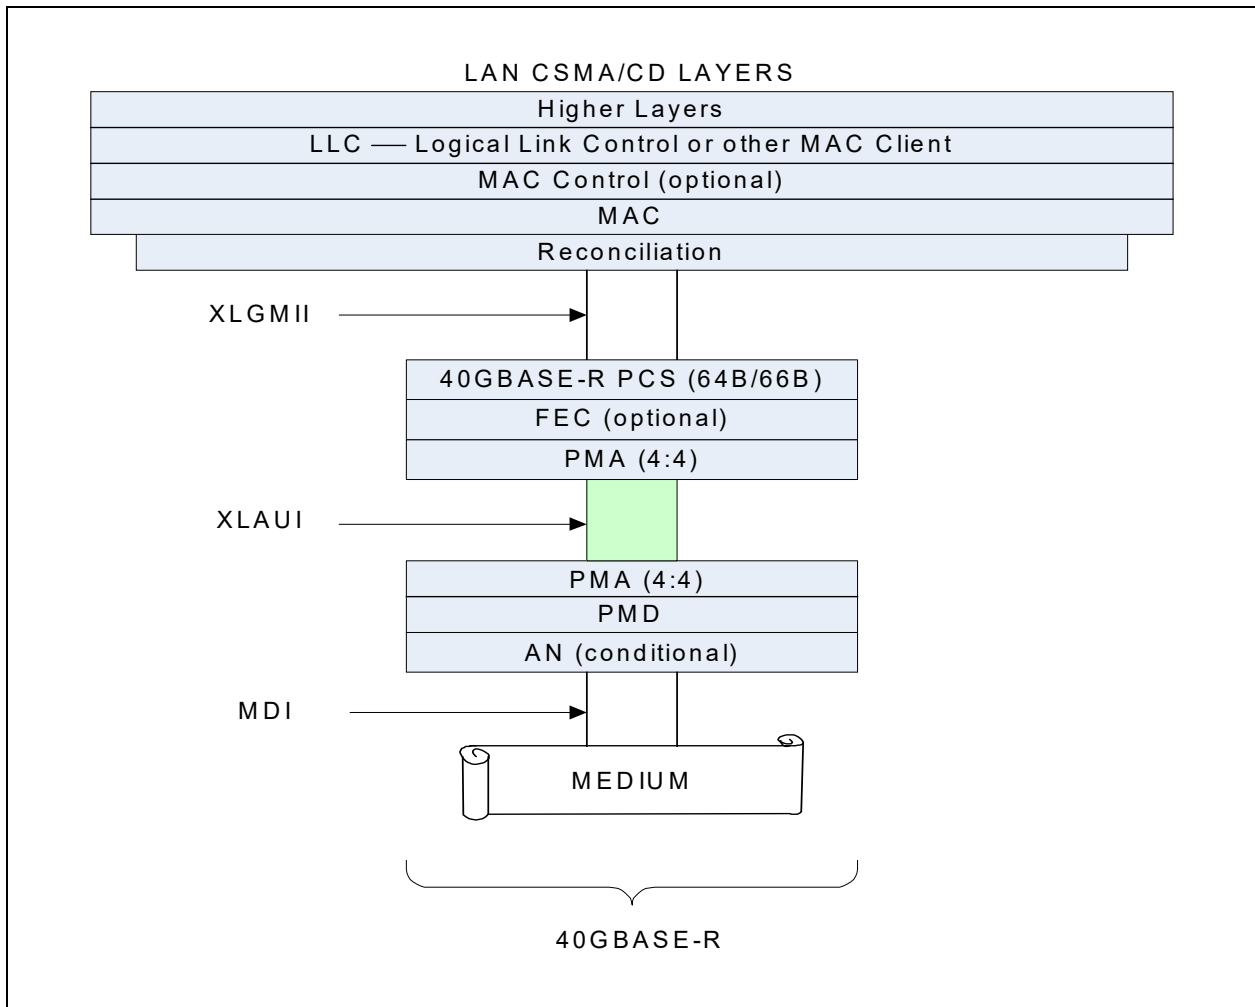 LAN CSMA/CD LAYERS
Higher Layers
LLC — Logical Link Control or other MAC Client
MAC Control (optional)
MAC
Reconciliation
XLGMII
40GBASE-R PCS (64B/66B)
FEC (optional)
PMA (4:4)
XLAUI
PMA (4:4)
PMD
AN (conditional)
MDI
MEDIUM
40GBASE-R